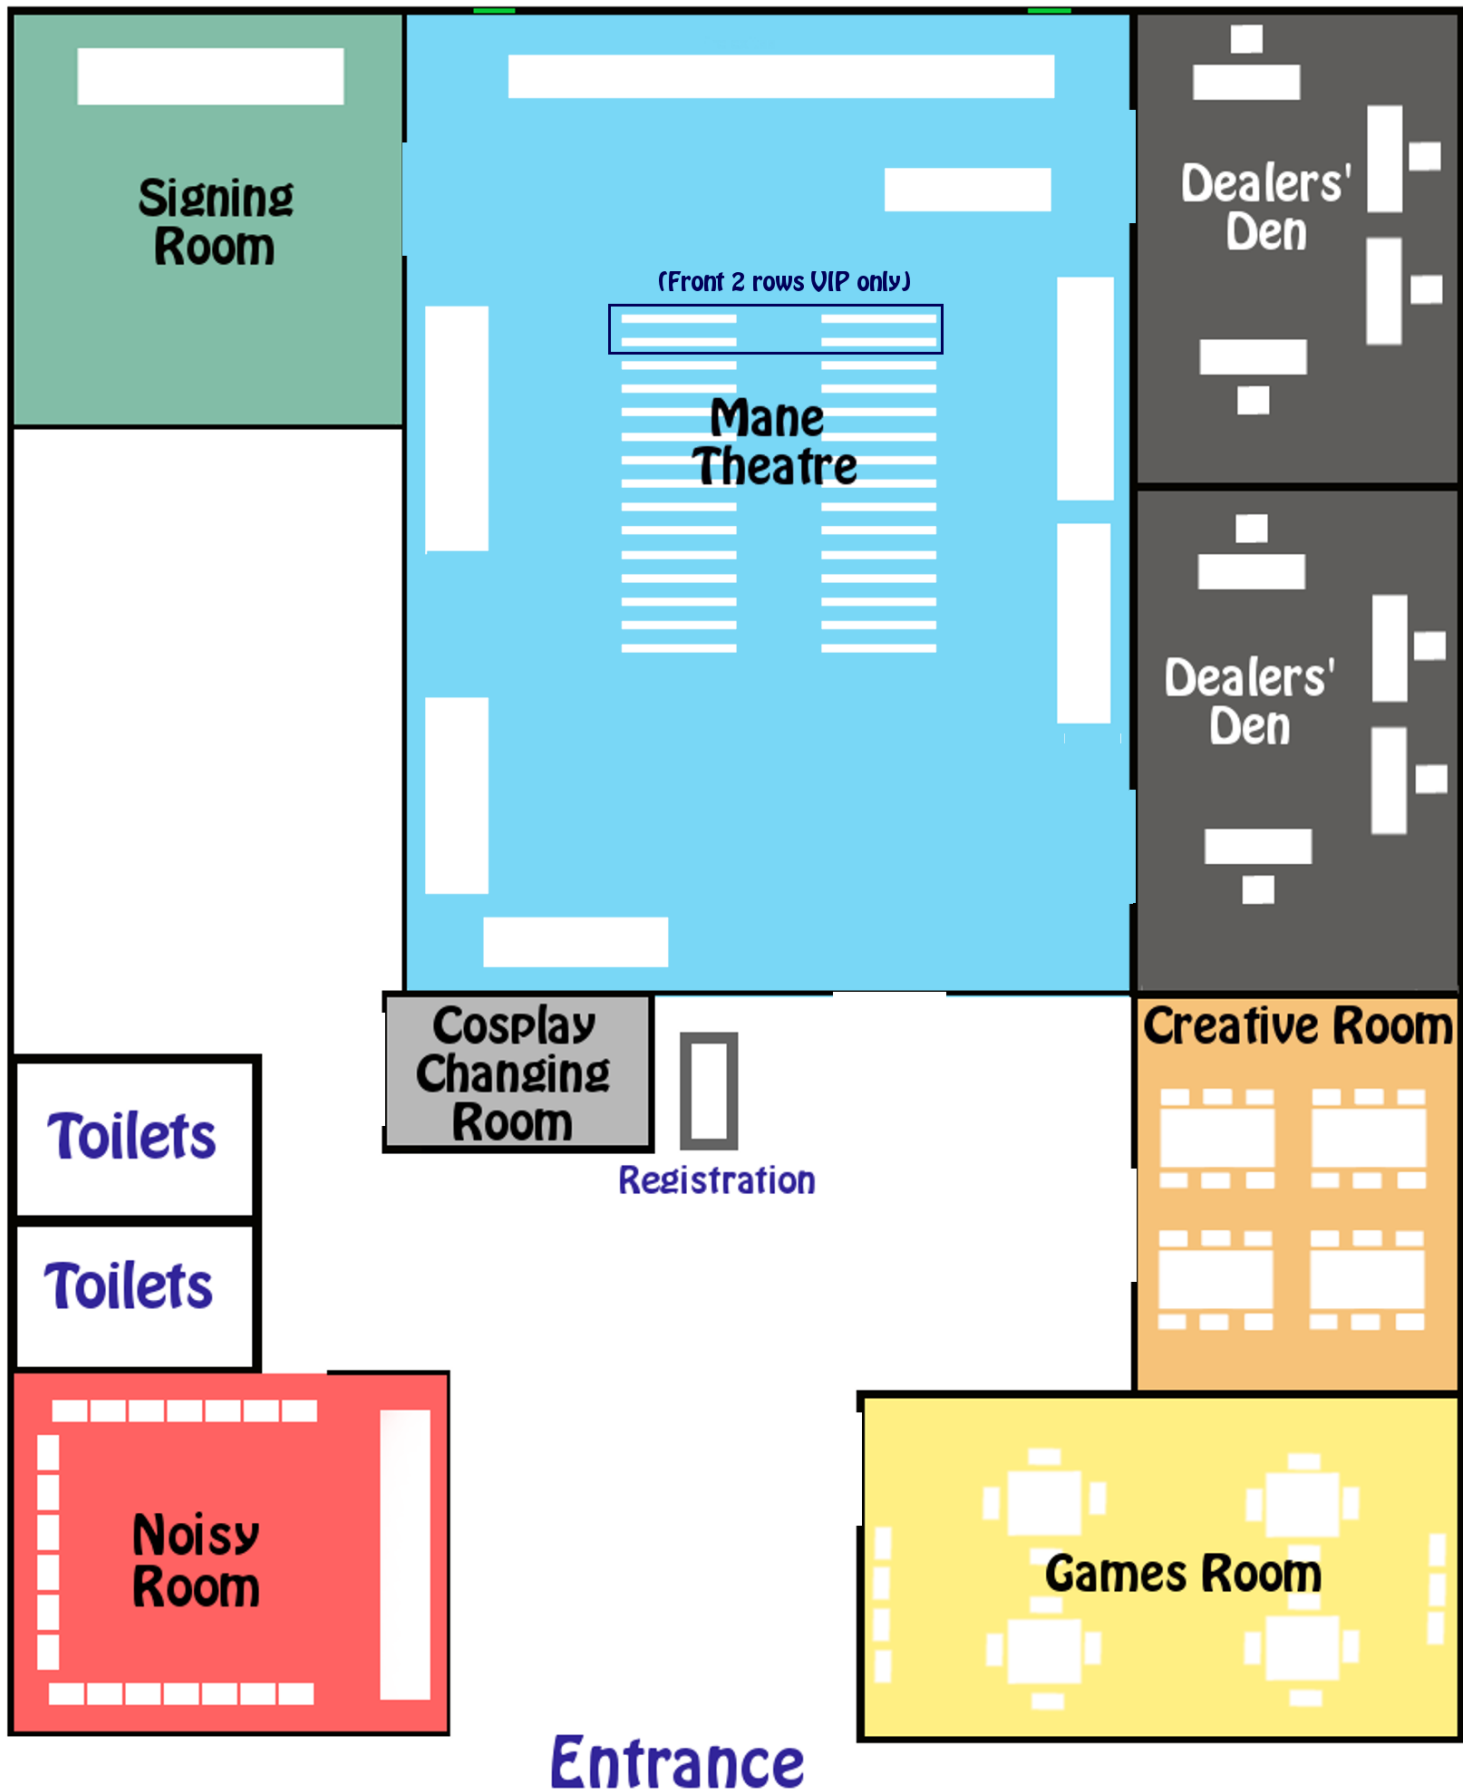 Signing
Room
(Front 2 rows VIP only)
Mane
Theatre
Dealers'
Den
Dealers'
Den
Cosplay
Changing
Room
Registration
Creative Room
Toilets
Toilets
Noisy
Room
Games Room
Entrance